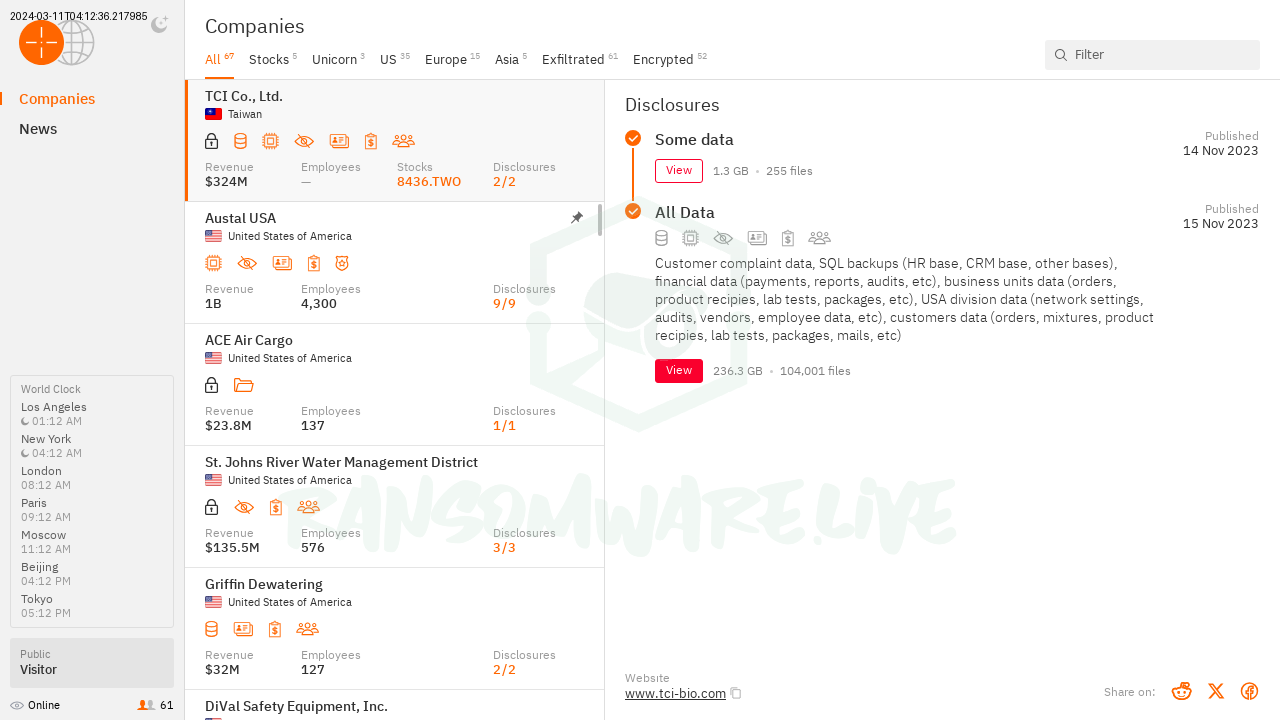 2024-03-11T04:12:36.217985
Companies
News
World Clock
Los Angeles
01:12 AM
New York
04:12 AM
London
08:12 AM
Paris
09:12 AM
Moscow
11:12 AM
Beijing
04:12 PM
Tokyo
05:12 PM
Public
Visitor
Online 61
Companies
All 67 Stocks 5 Unicorn 3 US 35 Europe 15 Asia 5 Exfiltrated 61 Encrypted 52
Filter
TCI Co., Ltd.
Taiwan
Revenue Employees Stocks Disclosures
$324M — 8436.TWO 2/2
Austal USA
United States of America
Revenue Employees Disclosures
1B 4,300 9/9
ACE Air Cargo
United States of America
Revenue Employees Disclosures
$23.8M 137 1/1
St. Johns River Water Management District
United States of America
Revenue Employees Disclosures
$135.5M 576 3/3
Griffin Dewatering
United States of America
Revenue Employees Disclosures
$32M 127 2/2
DiVal Safety Equipment, Inc.
Disclosures
Some data Published
14 Nov 2023
View 1.3 GB • 255 files
All Data Published
15 Nov 2023
Customer complaint data, SQL backups (HR base, CRM base, other bases),
financial data (payments, reports, audits, etc), business units data (orders,
product recipies, lab tests, packages, etc), USA division data (network settings,
audits, vendors, employee data, etc), customers data (orders, mixtures, product
recipies, lab tests, packages, mails, etc)
View 236.3 GB • 104,001 files
RANSOMWARE.LIVE
Website
www.tci-bio.com
Share on: